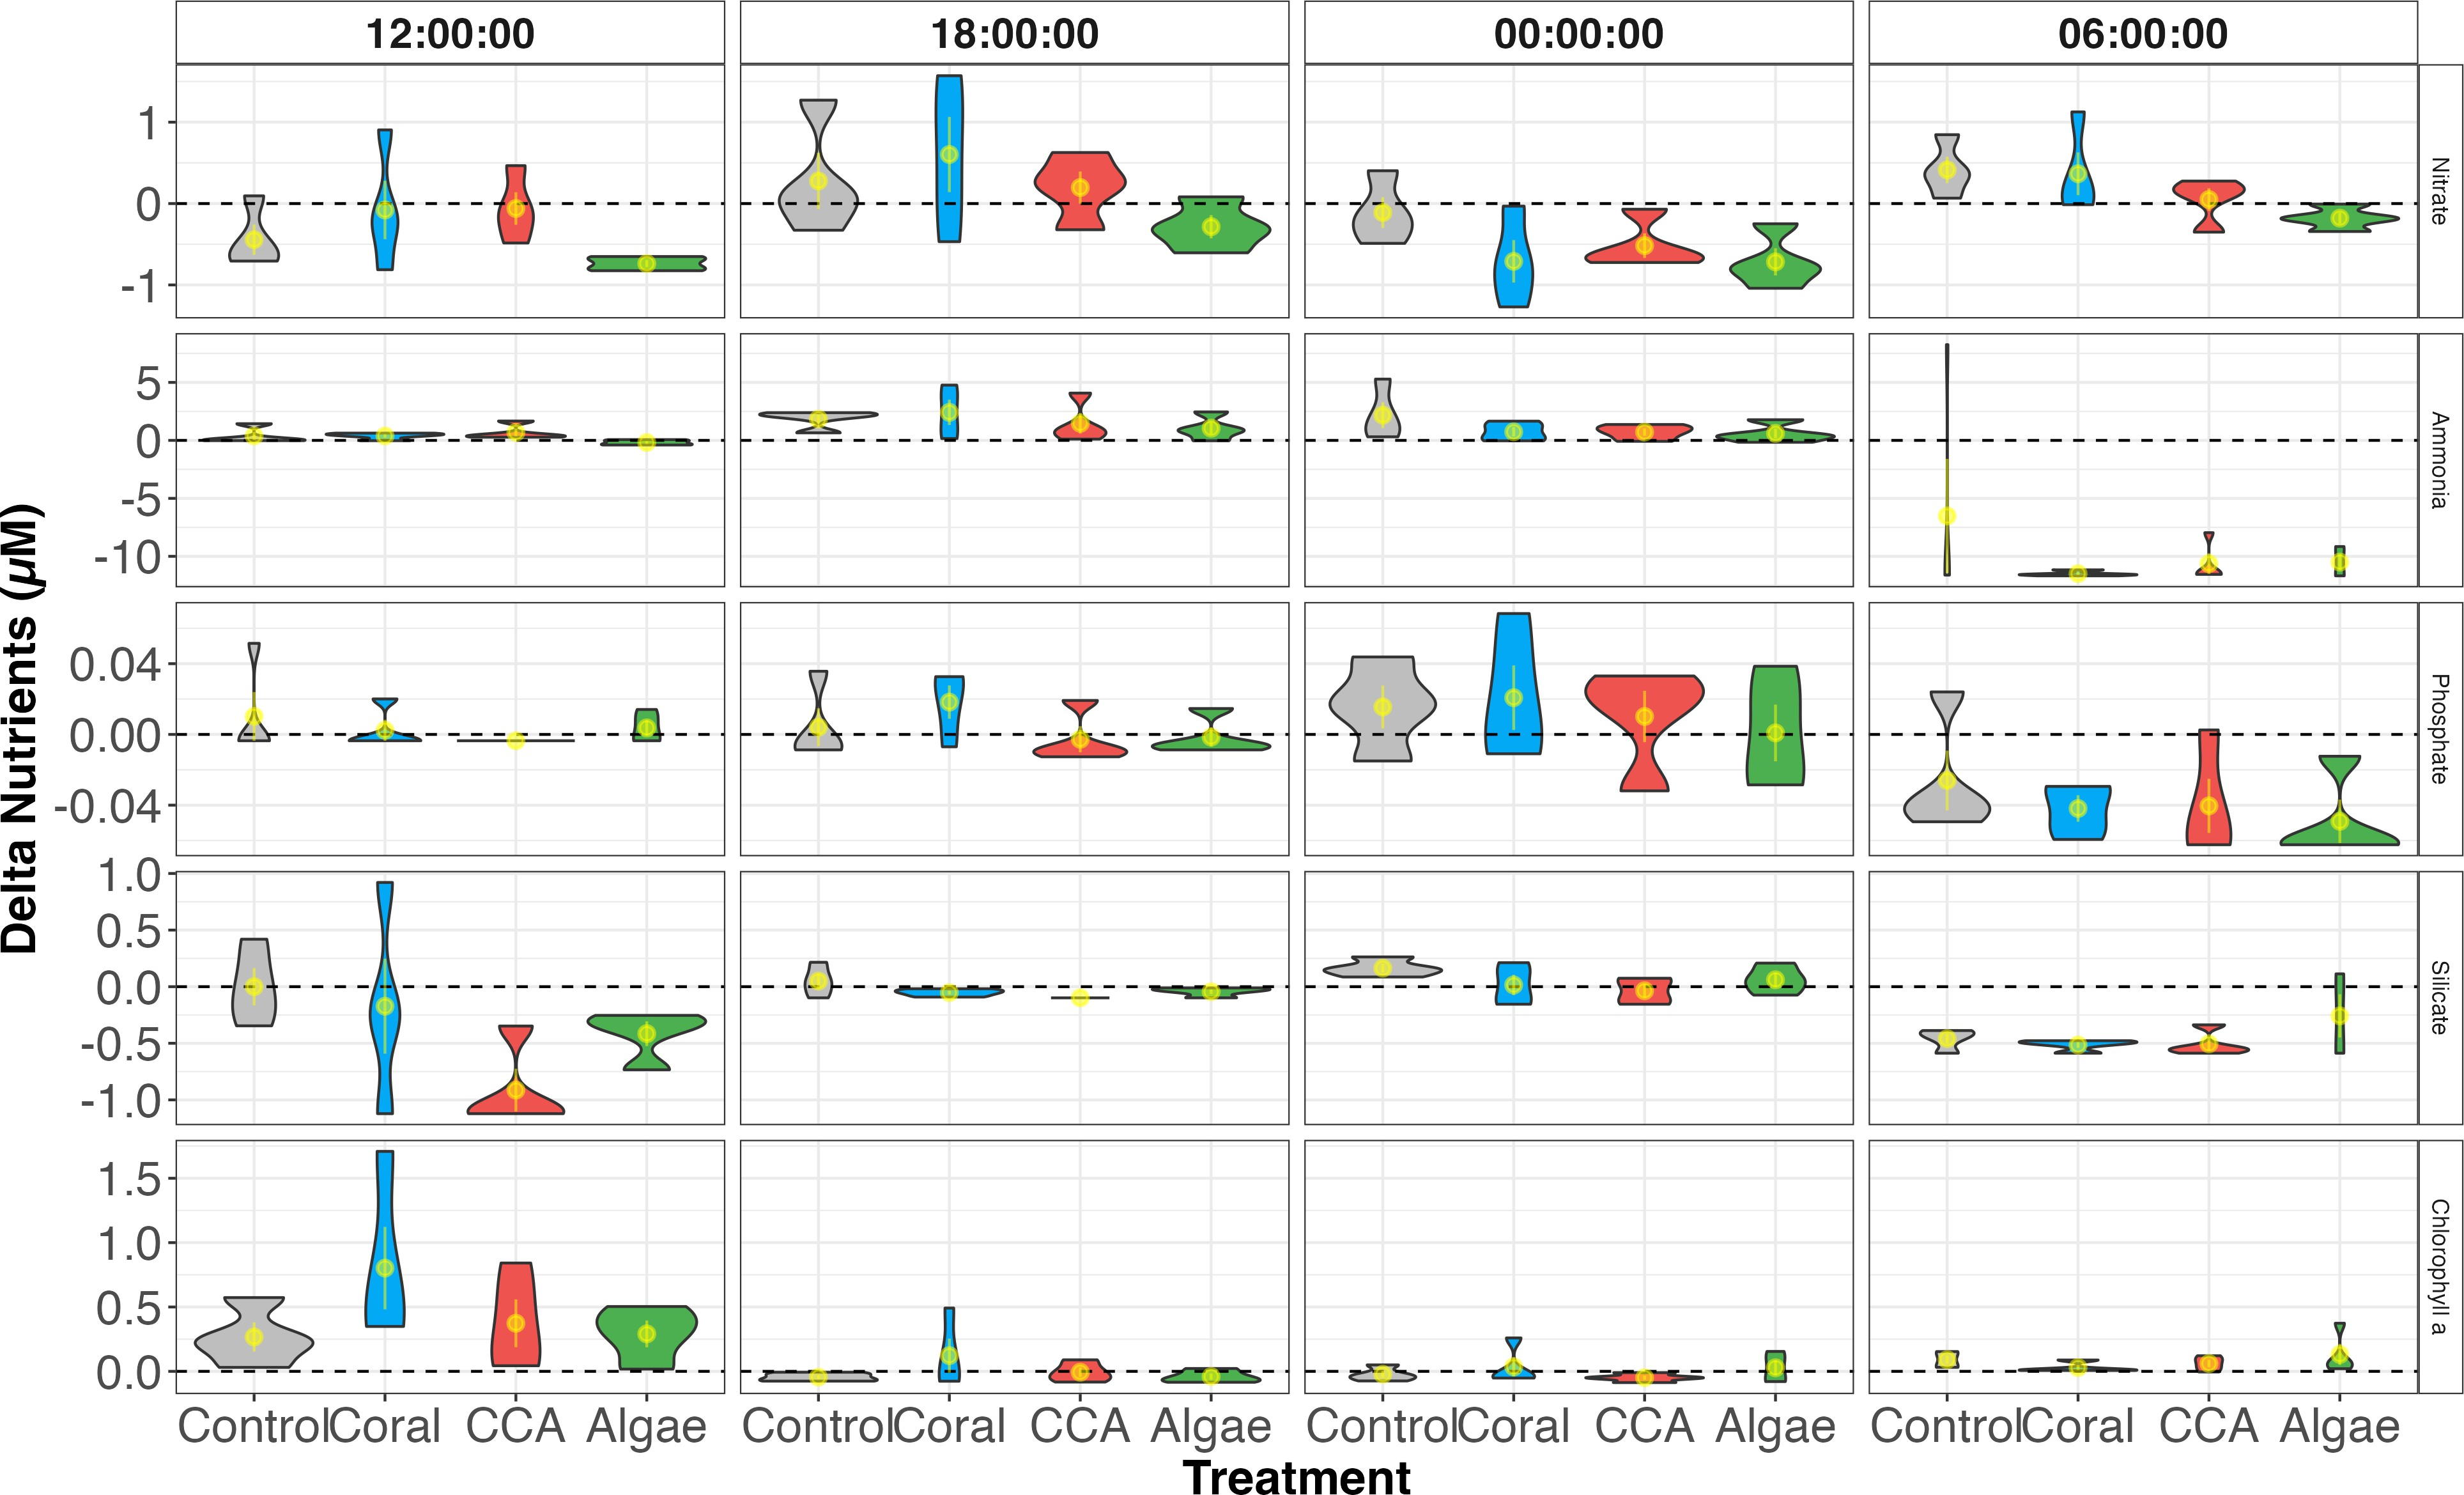 12:00:00 18:00:00 00:00:00 06:00:00
1
0
-1
Nitrate
5
0
-5
-10
Ammonia
0.04
0.00
-0.04
Phosphate
1.0
0.5
0.0
-0.5
-1.0
Silicate
1.5
1.0
0.5
0.0
Chlorophyll a
Delta Nutrients (µM)
Control Coral CCA Algae Control Coral CCA Algae Control Coral CCA Algae Control Coral CCA Algae
Treatment